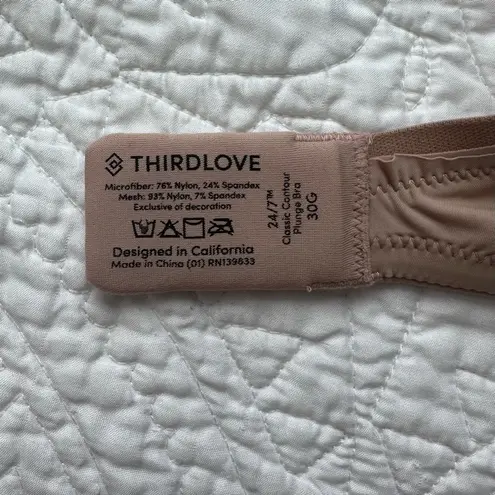 THIRDLOVE
Microfiber: 76% Nylon, 24% Spandex
Mesh: 93% Nylon, 7% Spandex
Exclusive of decoration
Designed in California
Made in China (01) RN139833
24/7™
Classic Contour
Plunge Bra
30G